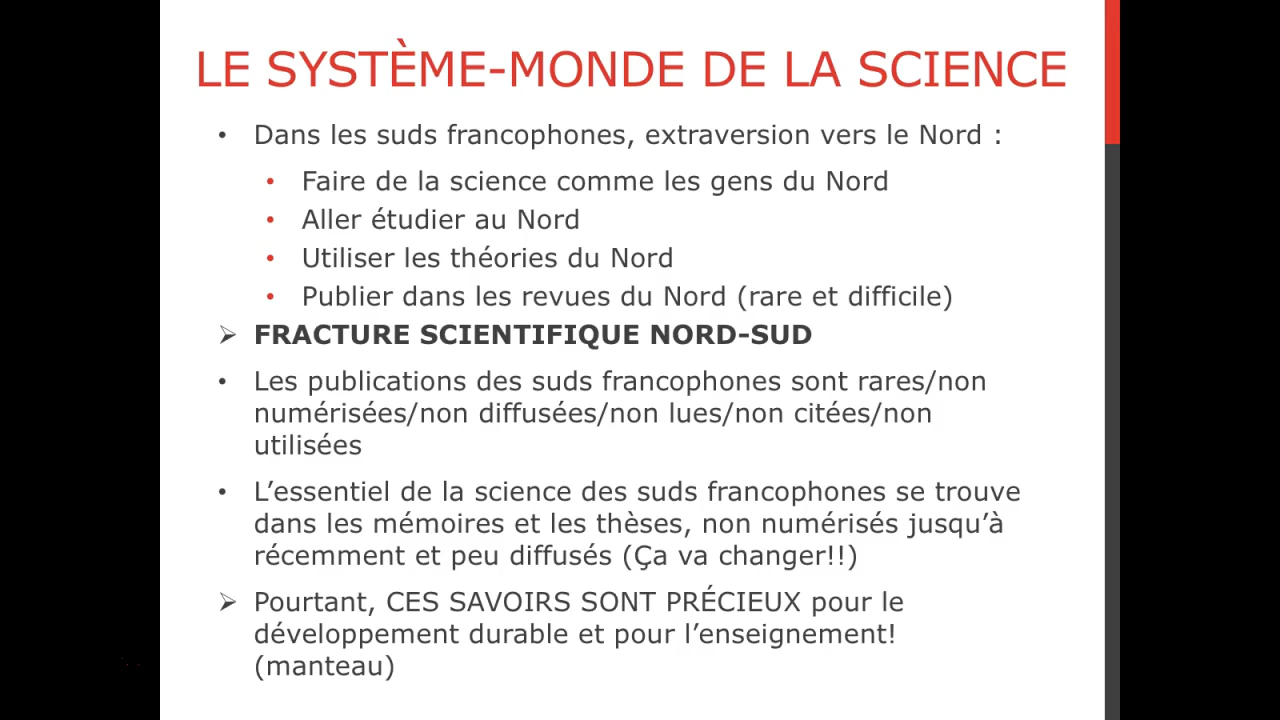 LE SYSTÈME-MONDE DE LA SCIENCE
• Dans les suds francophones, extraversion vers le Nord :
• Faire de la science comme les gens du Nord
• Aller étudier au Nord
• Utiliser les théories du Nord
• Publier dans les revues du Nord (rare et difficile)
➢ FRACTURE SCIENTIFIQUE NORD-SUD
• Les publications des suds francophones sont rares/non
numérisées/non diffusées/non lues/non citées/non
utilisées
• L’essentiel de la science des suds francophones se trouve
dans les mémoires et les thèses, non numérisés jusqu’à
récemment et peu diffusés (Ça va changer!!)
➢ Pourtant, CES SAVOIRS SONT PRÉCIEUX pour le
développement durable et pour l’enseignement!
(manteau)